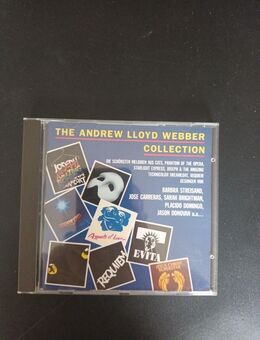 THE ANDREW LLOYD WEBBER
COLLECTION
DIE SCHÖNSTEN MELODIEN AUS CATS, PHANTOM OF THE OPERA,
STARLIGHT EXPRESS, JOSEPH & THE AMAZING
TECHNICOLOR DREAMCOAT, REQUIEM
GESUNGEN VON
BARBRA STREISAND,
JOSE CARRERAS, SARAH BRIGHTMAN,
PLACIDO DOMINGO,
JASON DONOVAN u.a...
JOSEPH
Aspects of Love
EVITA
REQUIEM